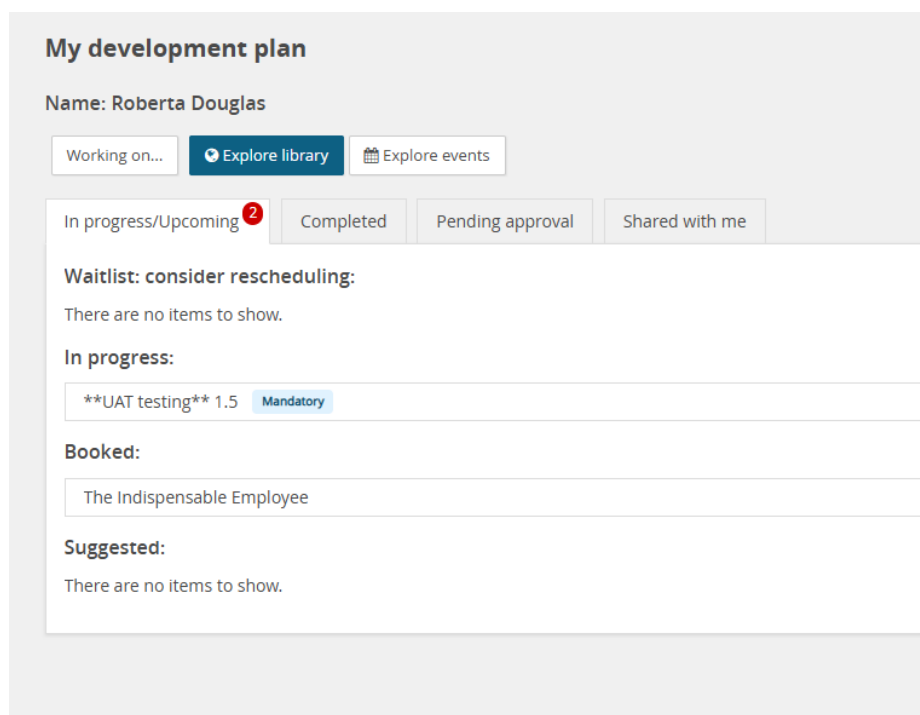 My development plan
Name: Roberta Douglas
Working on... Explore library Explore events
In progress/Upcoming 2 Completed Pending approval Shared with me
Waitlist: consider rescheduling:
There are no items to show.
In progress:
**UAT testing** 1.5 Mandatory
Booked:
The Indispensable Employee
Suggested:
There are no items to show.